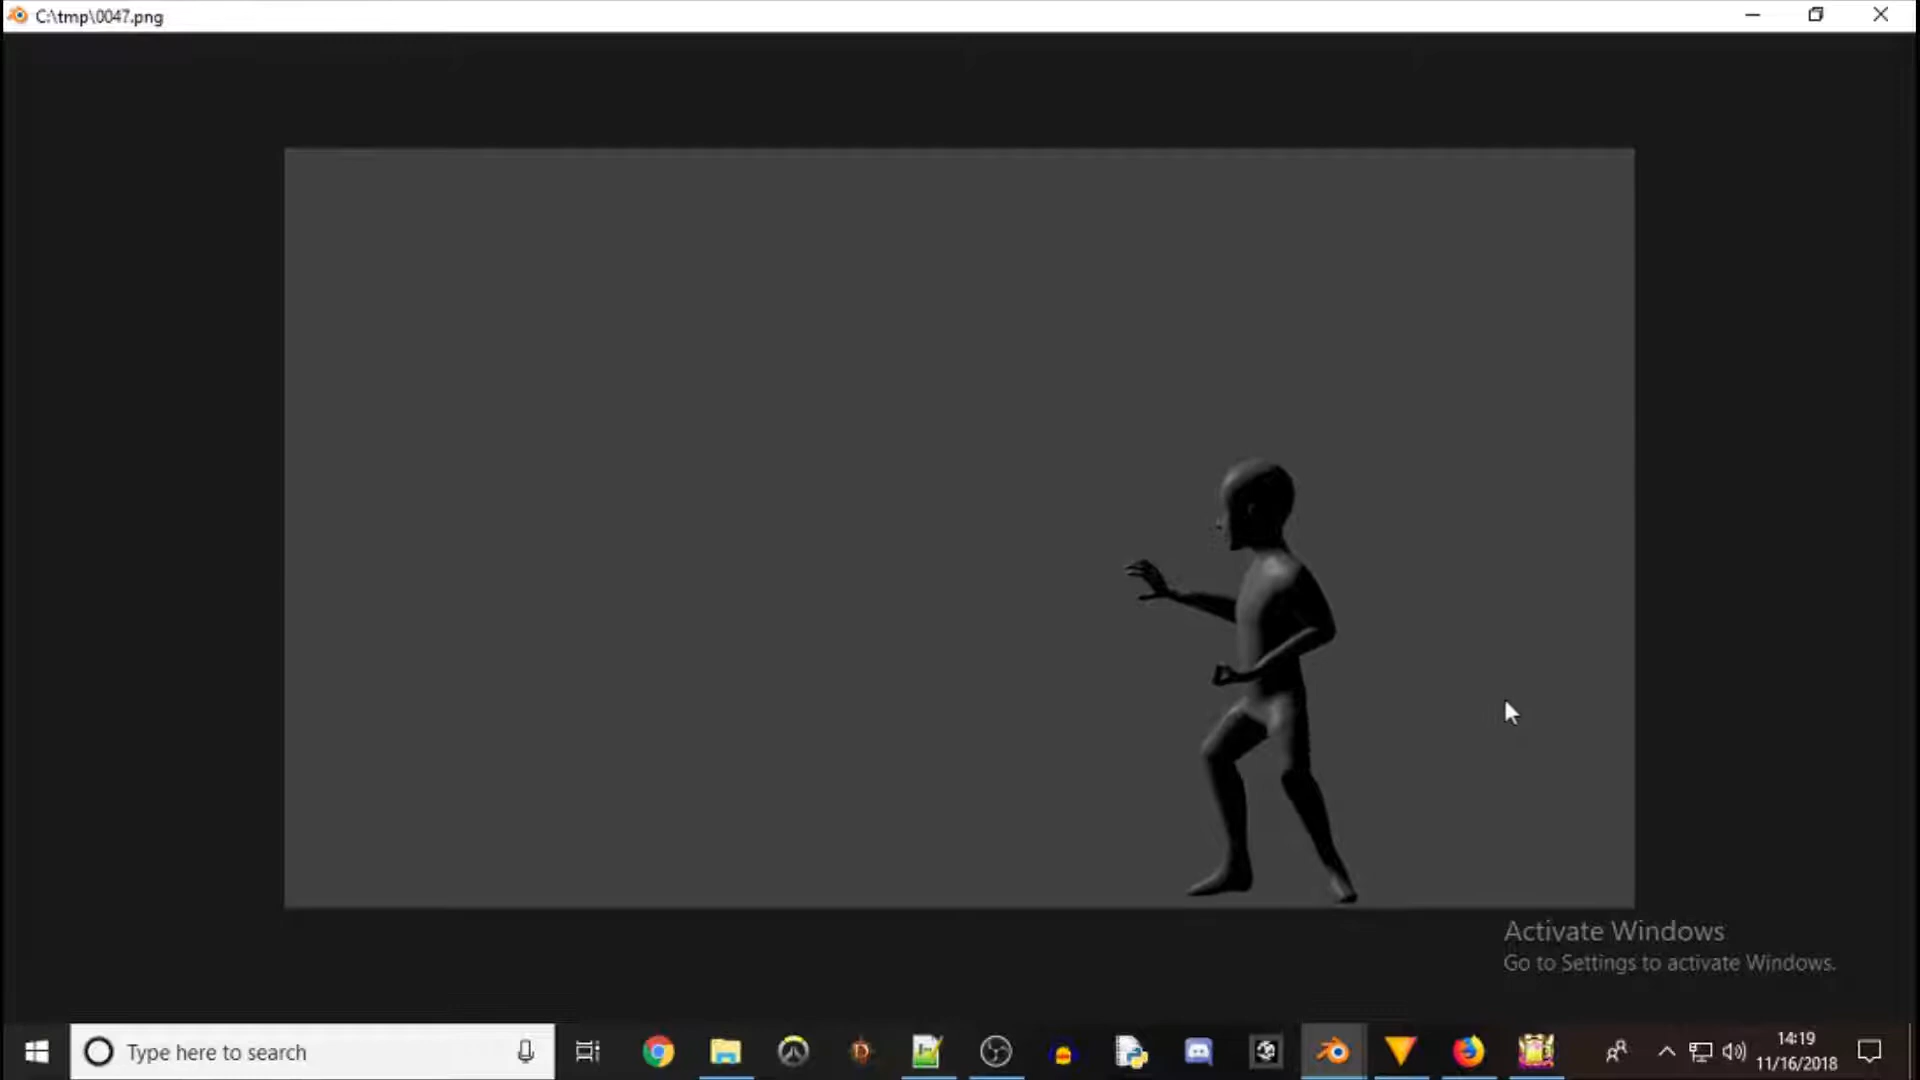 C:\tmp\0047.png
Activate Windows
Go to Settings to activate Windows.
Type here to search
14:19
11/16/2018